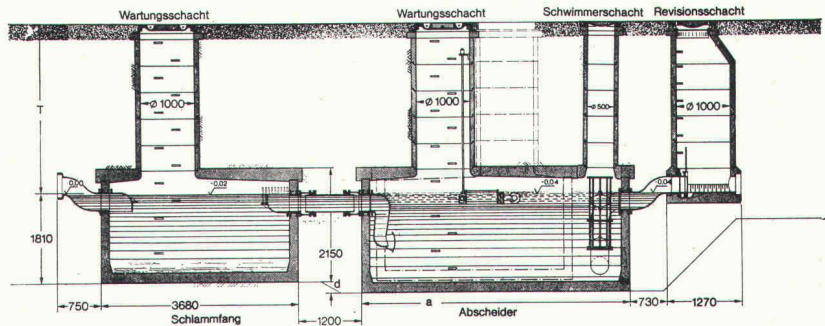 Wartungsschacht Wartungsschacht Schwimmerschacht Revisionsschacht
T
ø 1000 ø 1000 ø 500 ø 1000
0.00 -0.02 -0.04 -0.04
1810 2150
d
a
750 3680 Abscheider 730 1270
Schlammfang 1200